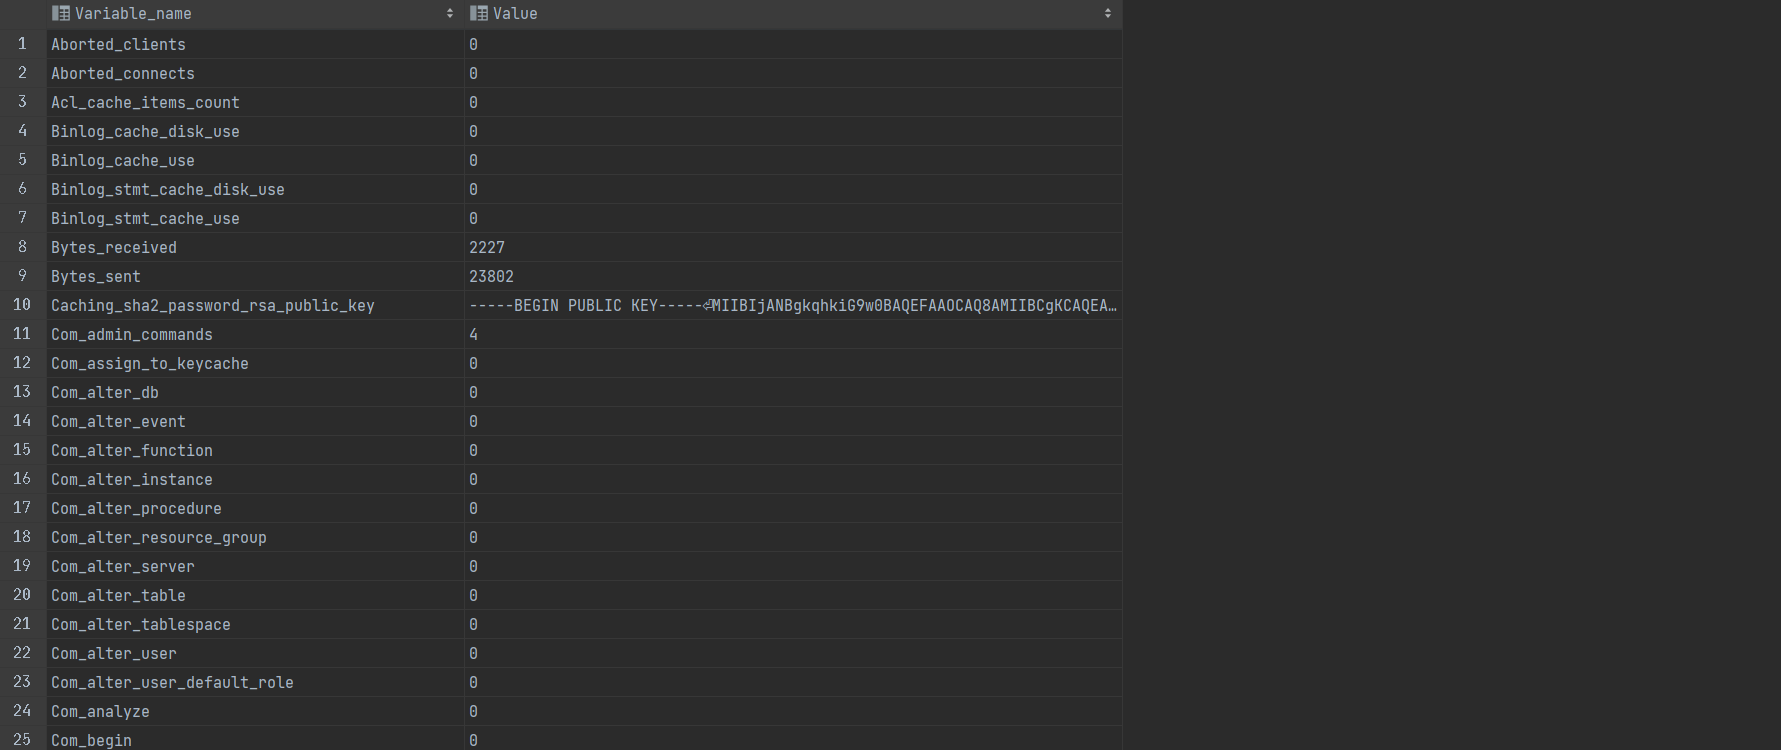 Variable_name Value
1 Aborted_clients 0
2 Aborted_connects 0
3 Acl_cache_items_count 0
4 Binlog_cache_disk_use 0
5 Binlog_cache_use 0
6 Binlog_stmt_cache_disk_use 0
7 Binlog_stmt_cache_use 0
8 Bytes_received 2227
9 Bytes_sent 23802
10 Caching_sha2_password_rsa_public_key -----BEGIN PUBLIC KEY-----⏎MIIBIjANBgkqhkiG9w0BAQEFAAOCAQ8AMIIBCgKCAQEA…
11 Com_admin_commands 4
12 Com_assign_to_keycache 0
13 Com_alter_db 0
14 Com_alter_event 0
15 Com_alter_function 0
16 Com_alter_instance 0
17 Com_alter_procedure 0
18 Com_alter_resource_group 0
19 Com_alter_server 0
20 Com_alter_table 0
21 Com_alter_tablespace 0
22 Com_alter_user 0
23 Com_alter_user_default_role 0
24 Com_analyze 0
25 Com_begin 0